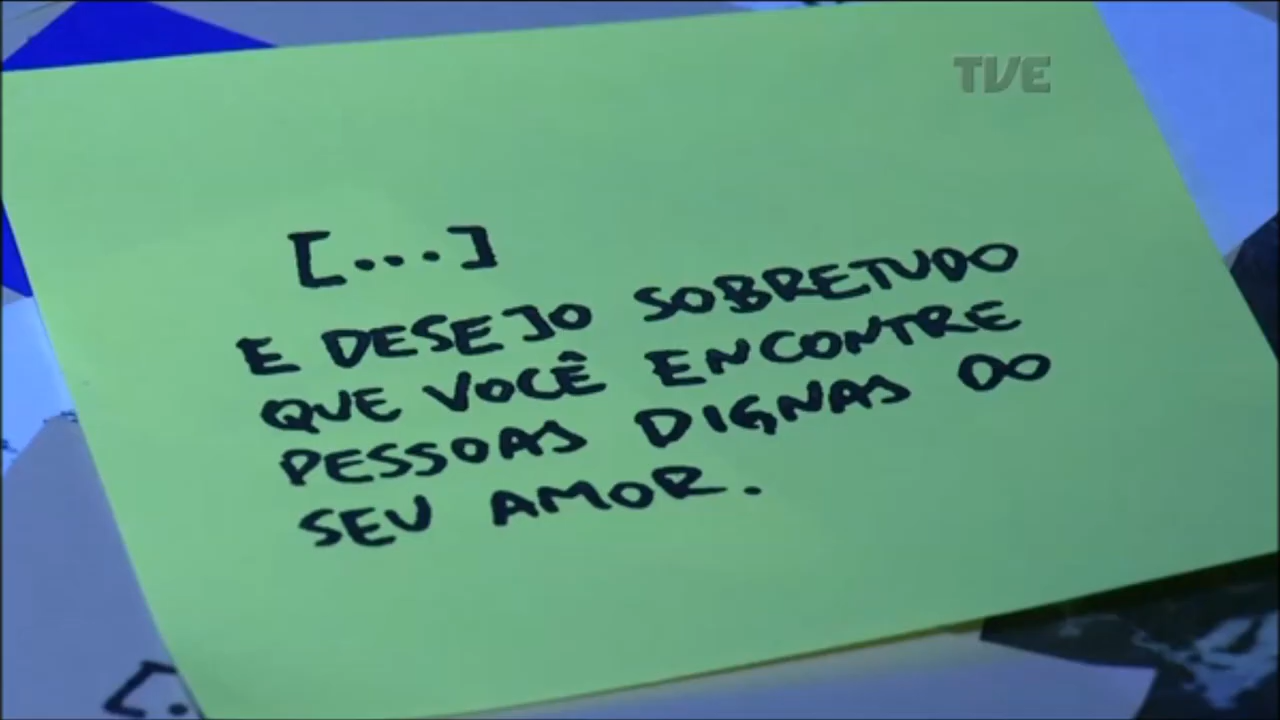 TVE
[...]
E DESEJO SOBRETUDO
QUE VOCÊ ENCONTRE
PESSOAS DIGNAS DO
SEU AMOR.
[.